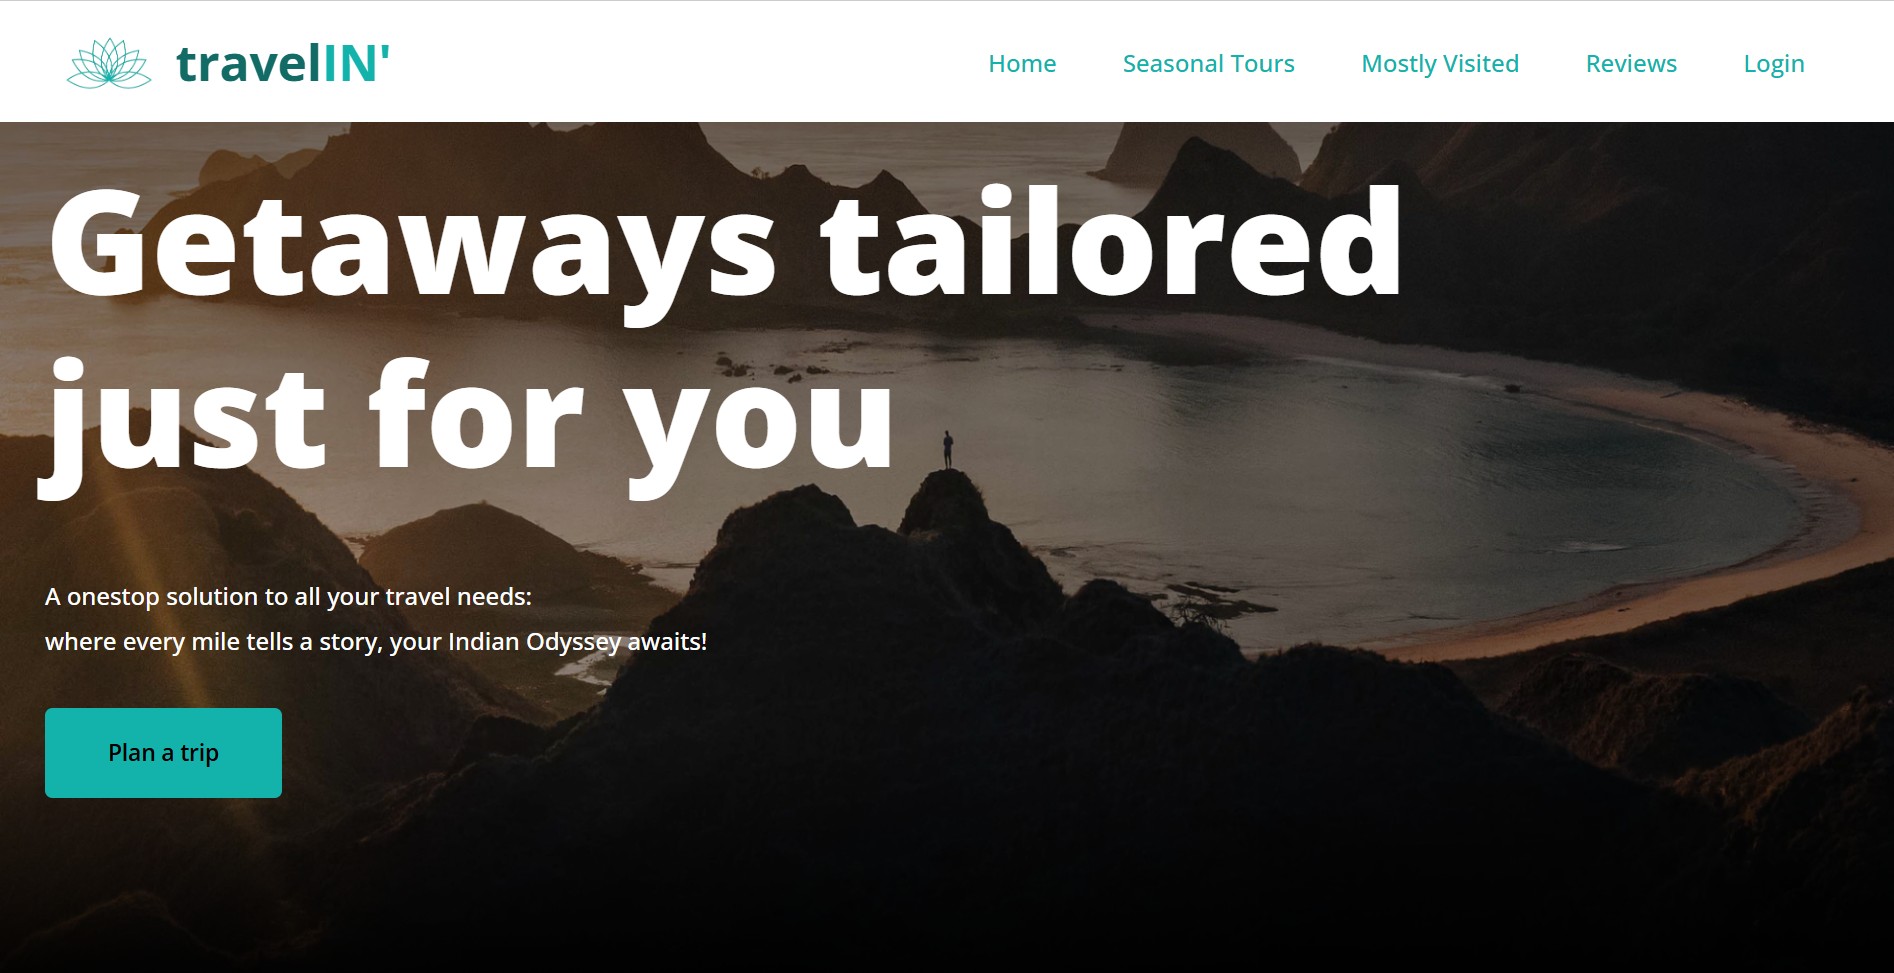 travelIN'
Home Seasonal Tours Mostly Visited Reviews Login
Getaways tailored
just for you
A onestop solution to all your travel needs:
where every mile tells a story, your Indian Odyssey awaits!
Plan a trip